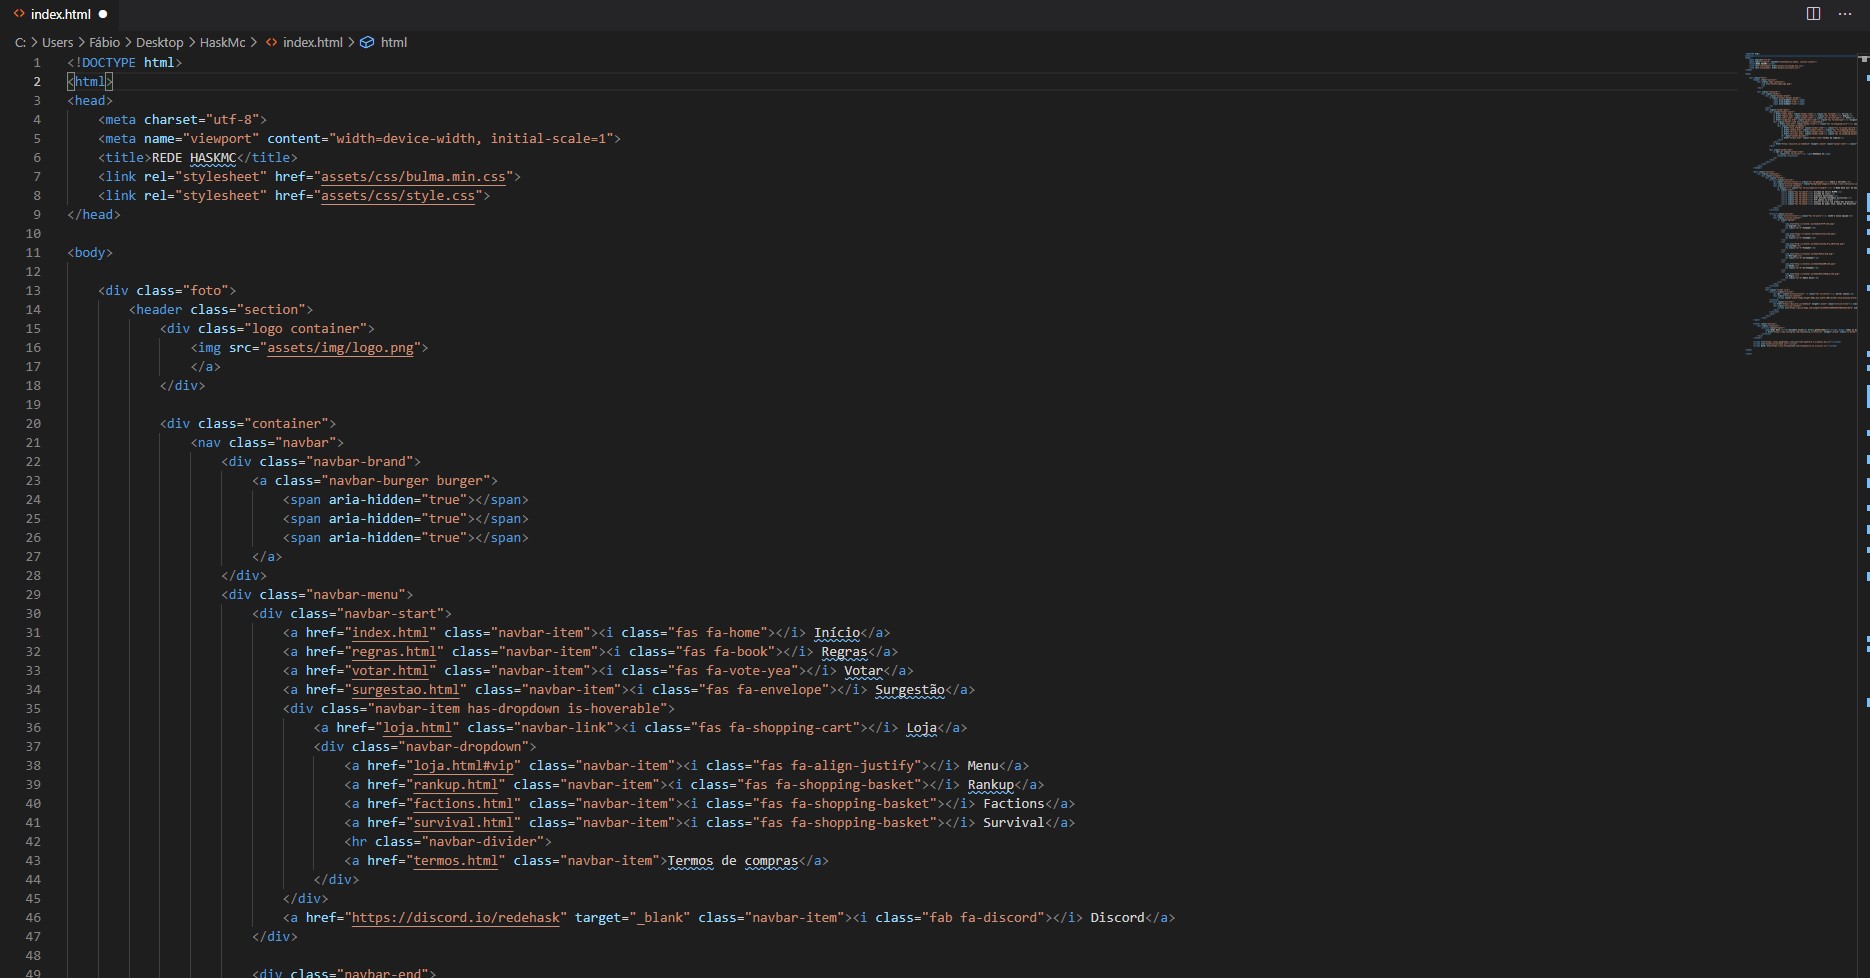 index.html
C: > Users > Fábio > Desktop > HaskMc > index.html > html
1 <!DOCTYPE html>
2 <html>
3 <head>
4 <meta charset="utf-8">
5 <meta name="viewport" content="width=device-width, initial-scale=1">
6 <title>REDE HASKMC</title>
7 <link rel="stylesheet" href="assets/css/bulma.min.css">
8 <link rel="stylesheet" href="assets/css/style.css">
9 </head>
10
11 <body>
12
13 <div class="foto">
14 <header class="section">
15 <div class="logo container">
16 <img src="assets/img/logo.png">
17 </a>
18 </div>
19
20 <div class="container">
21 <nav class="navbar">
22 <div class="navbar-brand">
23 <a class="navbar-burger burger">
24 <span aria-hidden="true"></span>
25 <span aria-hidden="true"></span>
26 <span aria-hidden="true"></span>
27 </a>
28 </div>
29 <div class="navbar-menu">
30 <div class="navbar-start">
31 <a href="index.html" class="navbar-item"><i class="fas fa-home"></i> Início</a>
32 <a href="regras.html" class="navbar-item"><i class="fas fa-book"></i> Regras</a>
33 <a href="votar.html" class="navbar-item"><i class="fas fa-vote-yea"></i> Votar</a>
34 <a href="surgestao.html" class="navbar-item"><i class="fas fa-envelope"></i> Surgestão</a>
35 <div class="navbar-item has-dropdown is-hoverable">
36 <a href="loja.html" class="navbar-link"><i class="fas fa-shopping-cart"></i> Loja</a>
37 <div class="navbar-dropdown">
38 <a href="loja.html#vip" class="navbar-item"><i class="fas fa-align-justify"></i> Menu</a>
39 <a href="rankup.html" class="navbar-item"><i class="fas fa-shopping-basket"></i> Rankup</a>
40 <a href="factions.html" class="navbar-item"><i class="fas fa-shopping-basket"></i> Factions</a>
41 <a href="survival.html" class="navbar-item"><i class="fas fa-shopping-basket"></i> Survival</a>
42 <hr class="navbar-divider">
43 <a href="termos.html" class="navbar-item">Termos de compras</a>
44 </div>
45 </div>
46 <a href="https://discord.io/redehask" target="_blank" class="navbar-item"><i class="fab fa-discord"></i> Discord</a>
47 </div>
48
49 <div class="navbar-end">